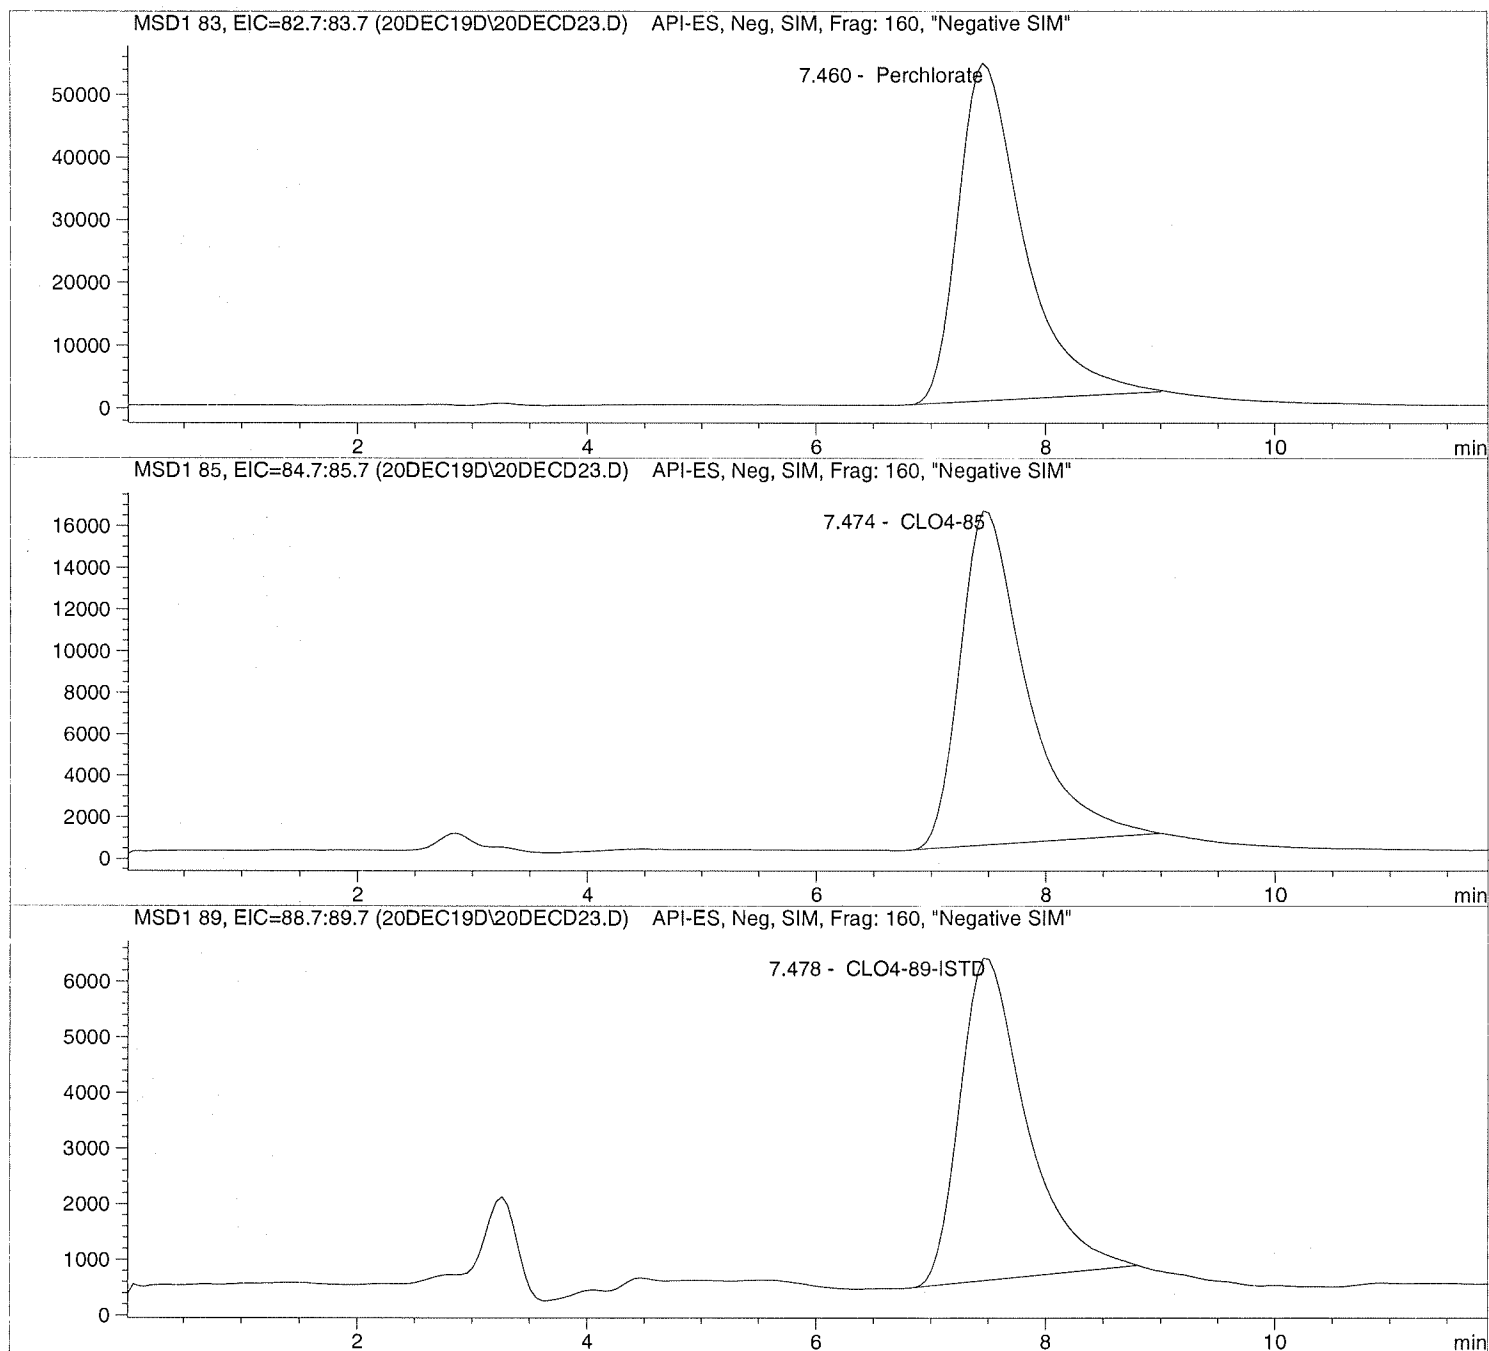 MSD1 83, EIC=82.7:83.7 (20DEC19D\20DECD23.D) API-ES, Neg, SIM, Frag: 160, "Negative SIM"
7.460 - Perchlorate
50000
40000
30000
20000
10000
0
2 4 6 8 10 min
MSD1 85, EIC=84.7:85.7 (20DEC19D\20DECD23.D) API-ES, Neg, SIM, Frag: 160, "Negative SIM"
7.474 - CLO4-85
16000
14000
12000
10000
8000
6000
4000
2000
0
2 4 6 8 10 min
MSD1 89, EIC=88.7:89.7 (20DEC19D\20DECD23.D) API-ES, Neg, SIM, Frag: 160, "Negative SIM"
7.478 - CLO4-89-ISTD
6000
5000
4000
3000
2000
1000
0
2 4 6 8 10 min